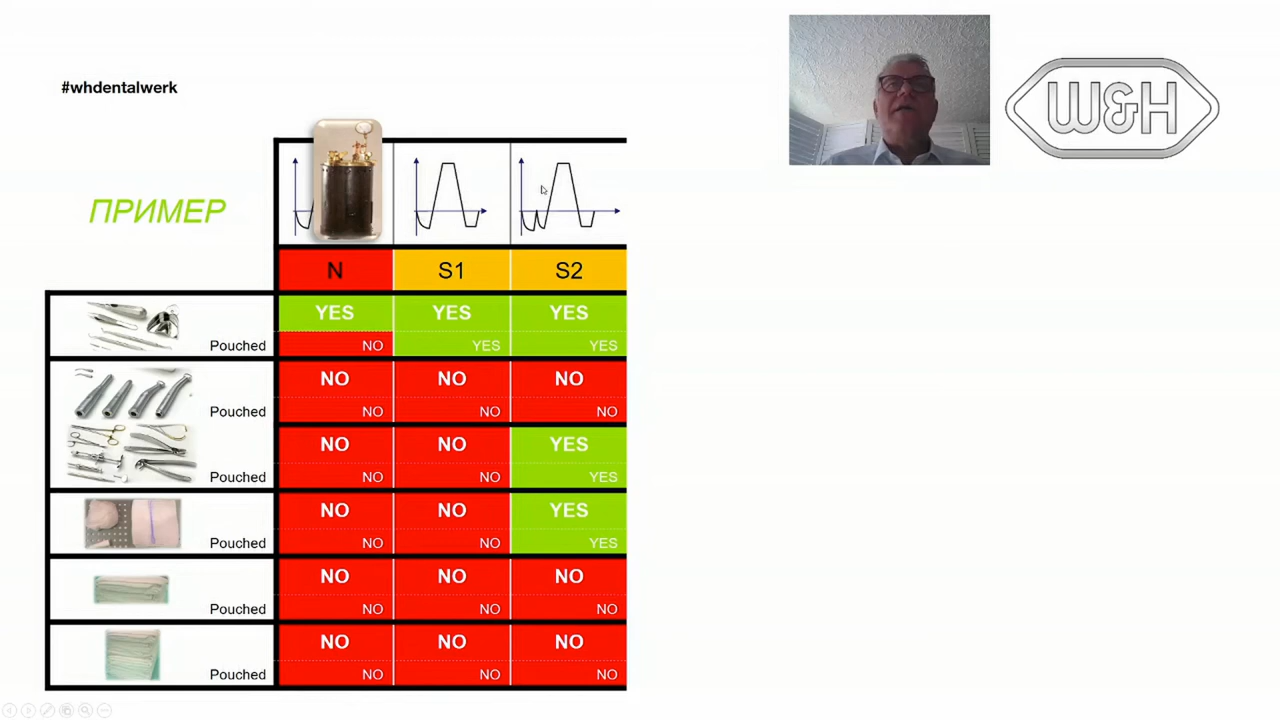 #whdentalwerk
W&H
ПРИМЕР
N S1 S2
YES YES YES
Pouched NO YES YES
NO NO NO
Pouched NO NO NO
NO NO YES
Pouched NO NO YES
NO NO YES
Pouched NO NO YES
NO NO NO
Pouched NO NO NO
NO NO NO
Pouched NO NO NO